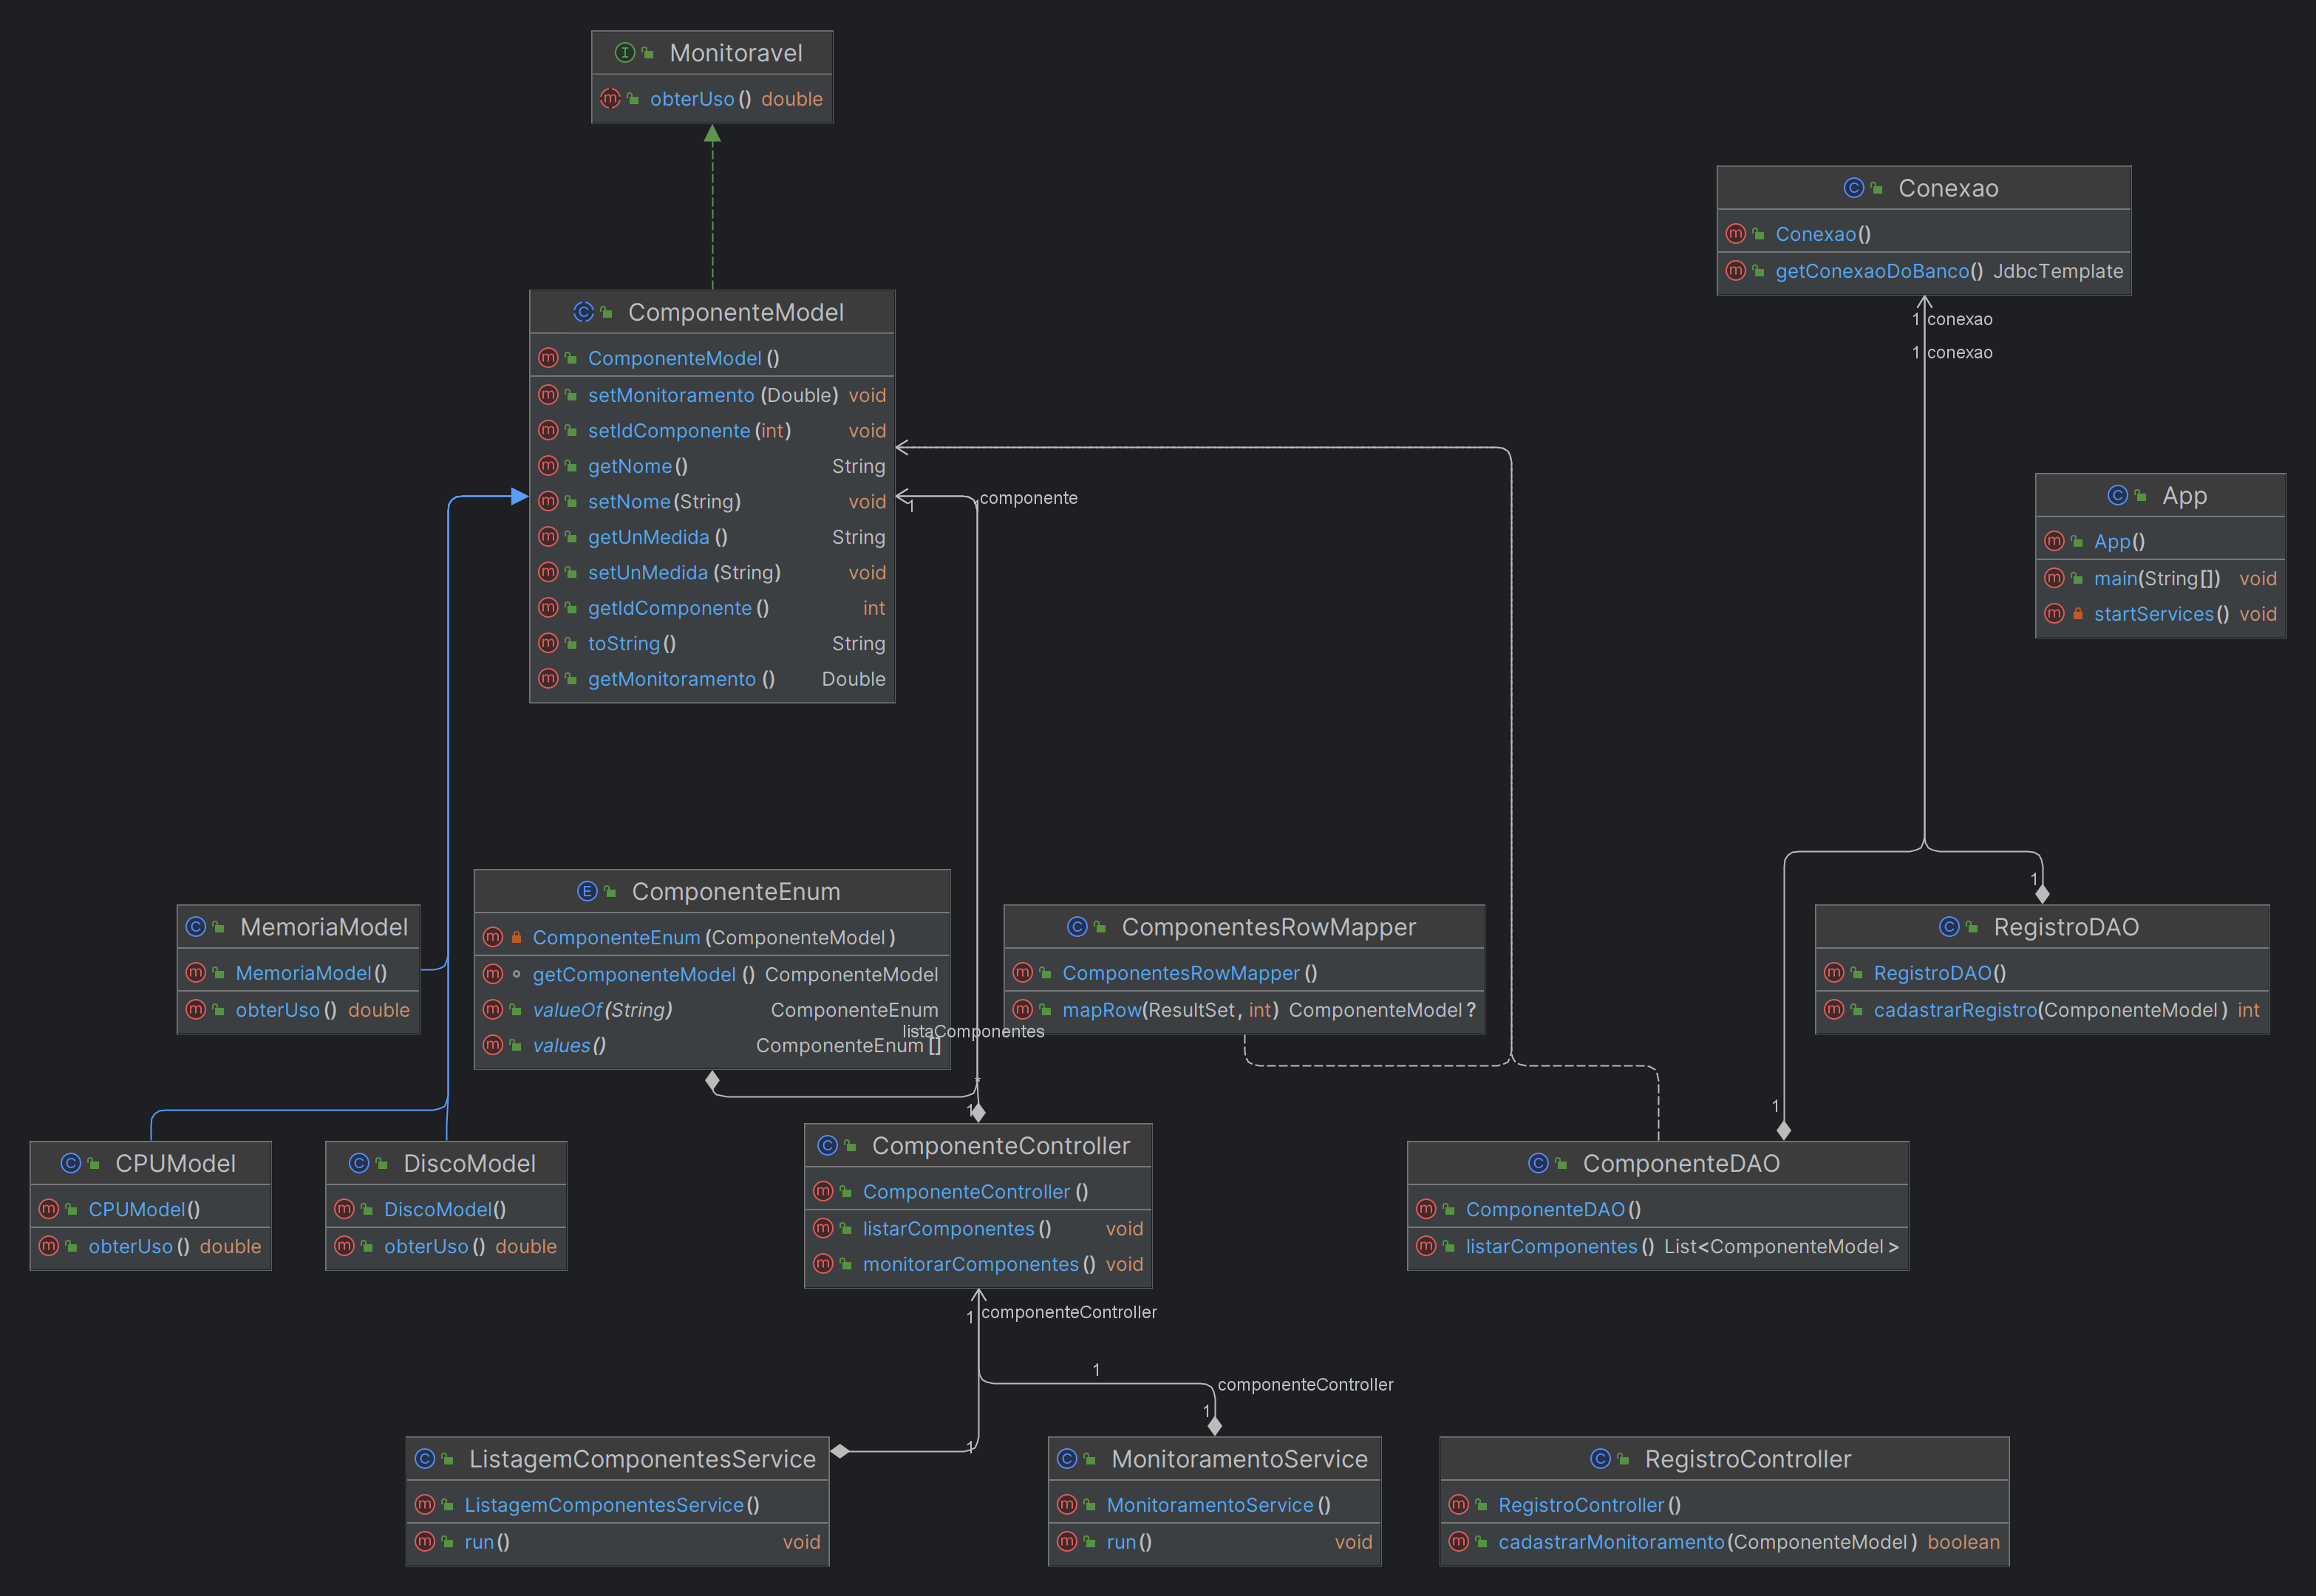 Monitoravel
obterUso() double
Conexao
Conexao()
getConexaoDoBanco() JdbcTemplate
1 conexao
1 conexao
ComponenteModel
ComponenteModel()
setMonitoramento(Double) void
setIdComponente(int) void
getNome() String
setNome(String) void
getUnMedida() String
setUnMedida(String) void
getIdComponente() int
toString() String
getMonitoramento() Double
1
componente
App
App()
main(String[]) void
startServices() void
MemoriaModel
MemoriaModel()
obterUso() double
ComponenteEnum
ComponenteEnum(ComponenteModel)
getComponenteModel() ComponenteModel
valueOf(String) ComponenteEnum
values() ComponenteEnum[]
listaComponentes
*
1
ComponentesRowMapper
ComponentesRowMapper()
mapRow(ResultSet, int) ComponenteModel?
1
RegistroDAO
RegistroDAO()
cadastrarRegistro(ComponenteModel) int
CPUModel
CPUModel()
obterUso() double
DiscoModel
DiscoModel()
obterUso() double
ComponenteController
ComponenteController()
listarComponentes() void
monitorarComponentes() void
1
ComponenteDAO
ComponenteDAO()
listarComponentes() List<ComponenteModel>
1
componenteController
1
componenteController
1
1
ListagemComponentesService
ListagemComponentesService()
run() void
MonitoramentoService
MonitoramentoService()
run() void
RegistroController
RegistroController()
cadastrarMonitoramento(ComponenteModel) boolean